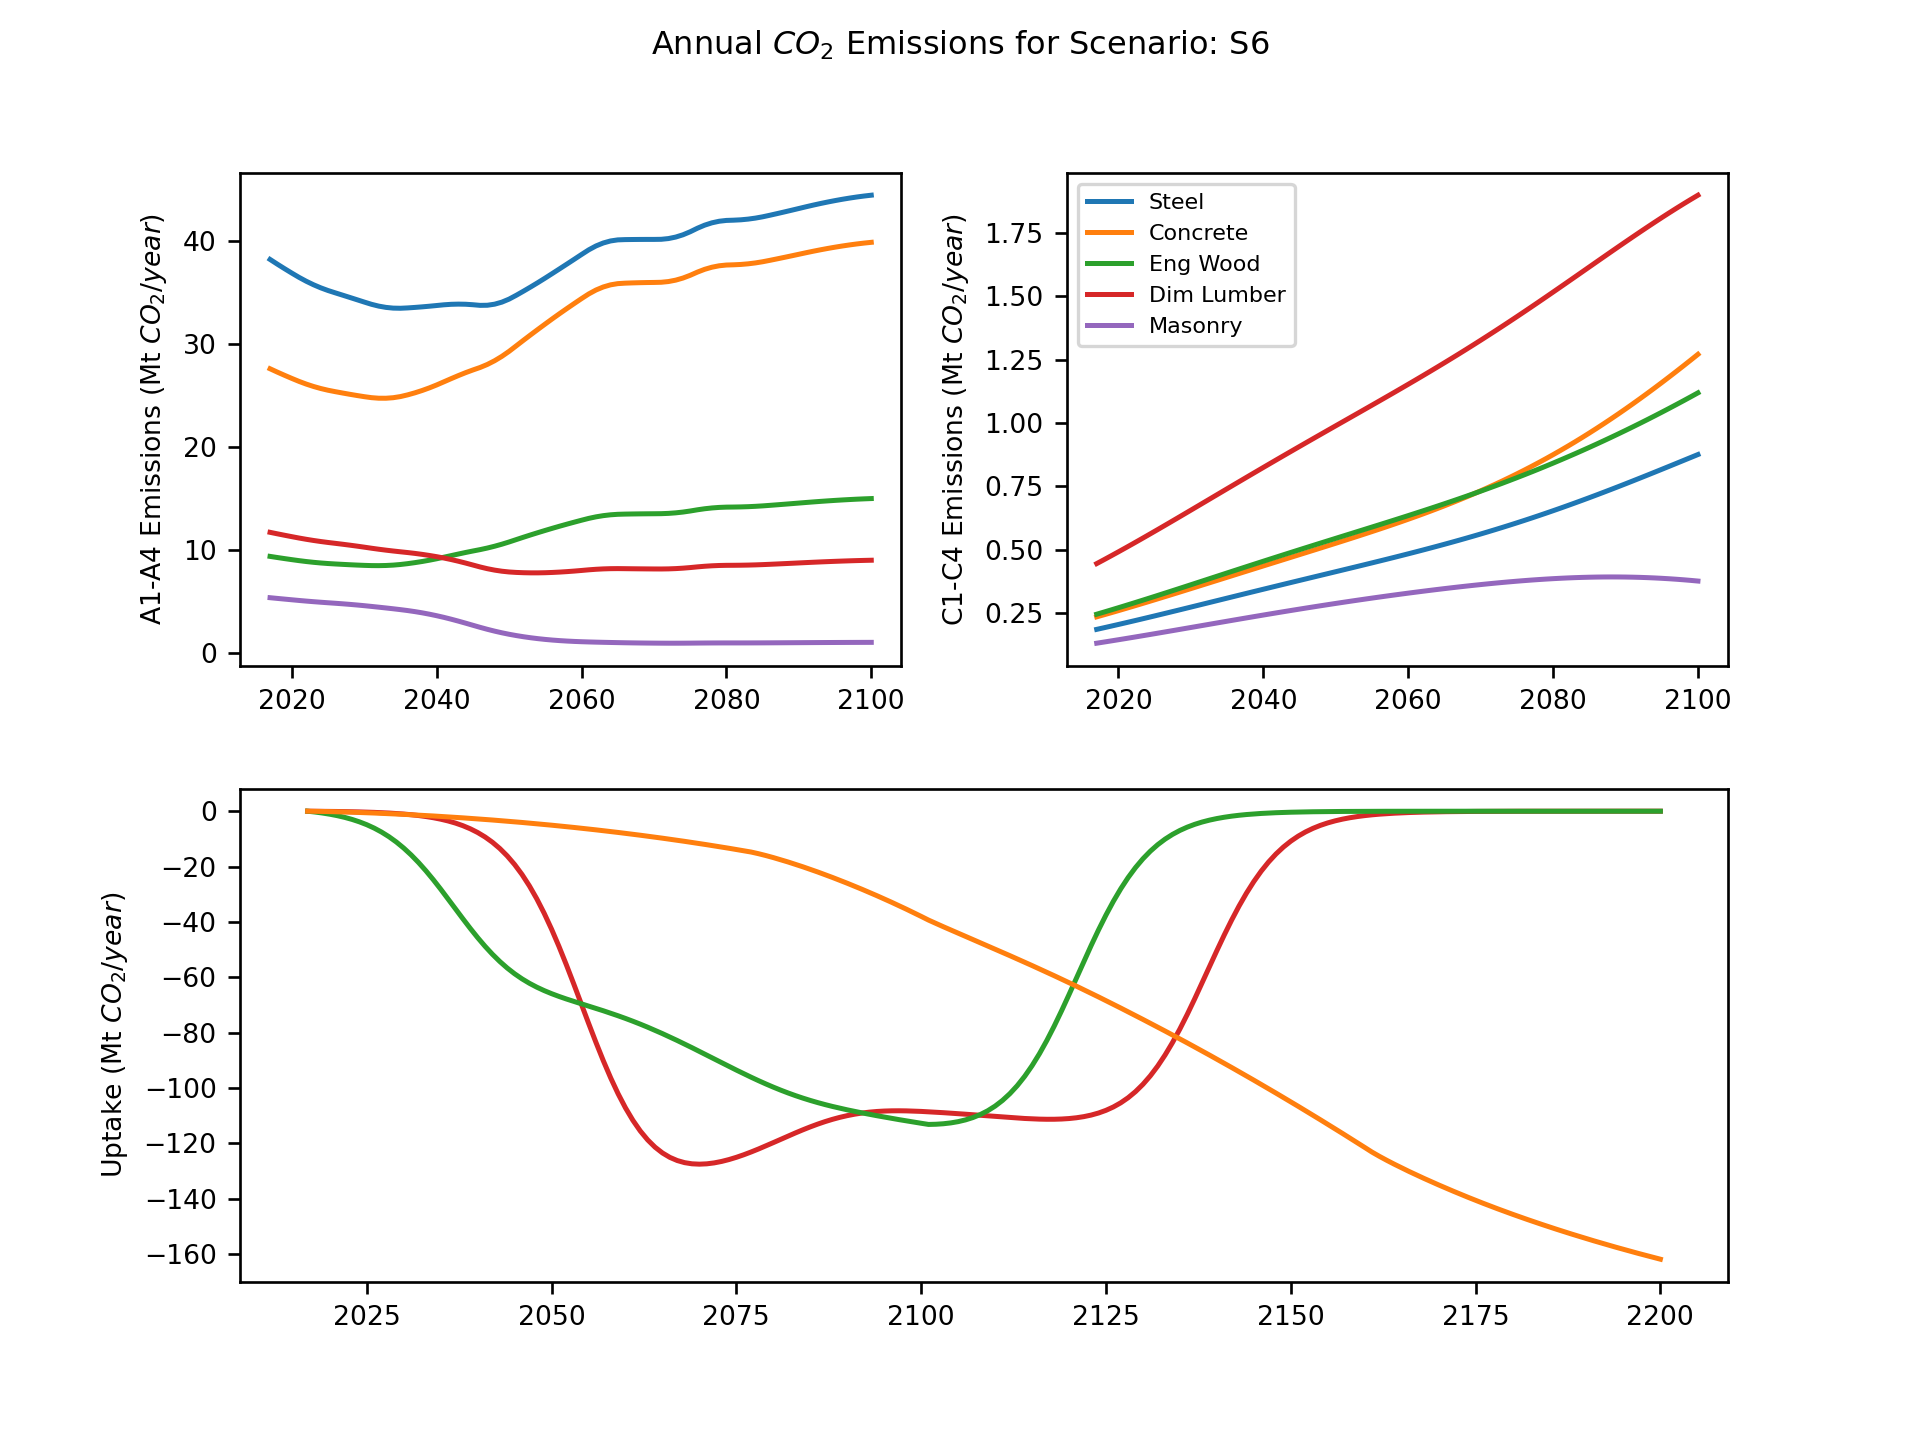 Annual CO₂ Emissions for Scenario: S6
A1-A4 Emissions (Mt CO₂/year)
40
30
20
10
0
2020 2040 2060 2080 2100
C1-C4 Emissions (Mt CO₂/year)
1.75
1.50
1.25
1.00
0.75
0.50
0.25
2020 2040 2060 2080 2100
Steel
Concrete
Eng Wood
Dim Lumber
Masonry
Uptake (Mt CO₂/year)
0
−20
−40
−60
−80
−100
−120
−140
−160
2025 2050 2075 2100 2125 2150 2175 2200